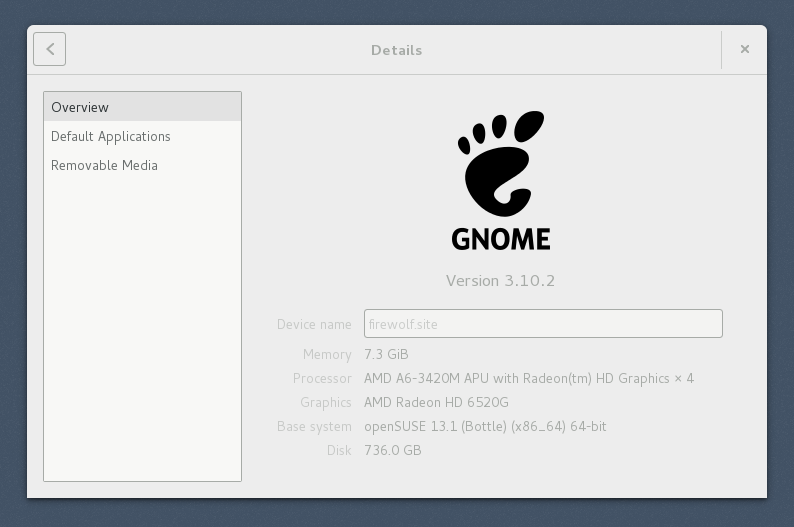 Details
Overview
Default Applications
Removable Media
GNOME
Version 3.10.2
Device name firewolf.site
Memory 7.3 GiB
Processor AMD A6-3420M APU with Radeon(tm) HD Graphics × 4
Graphics AMD Radeon HD 6520G
Base system openSUSE 13.1 (Bottle) (x86_64) 64-bit
Disk 736.0 GB